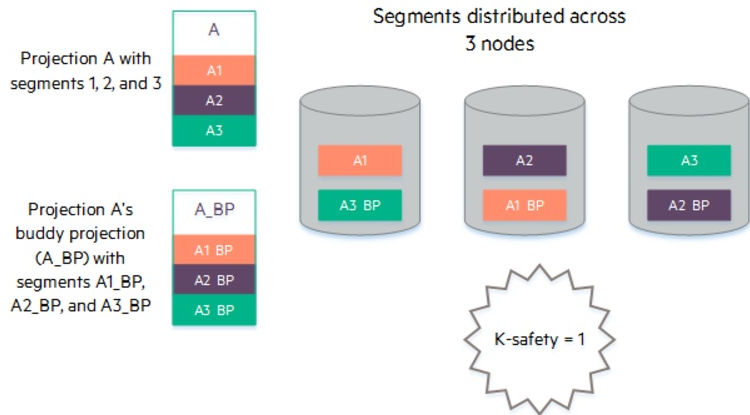 Segments distributed across
3 nodes
Projection A with
segments 1, 2, and 3
A
A1
A2
A3
Projection A's
buddy projection
(A_BP) with
segments A1_BP,
A2_BP, and A3_BP
A_BP
A1 BP
A2 BP
A3 BP
A1
A3 BP
A2
A1 BP
A3
A2 BP
K-safety = 1